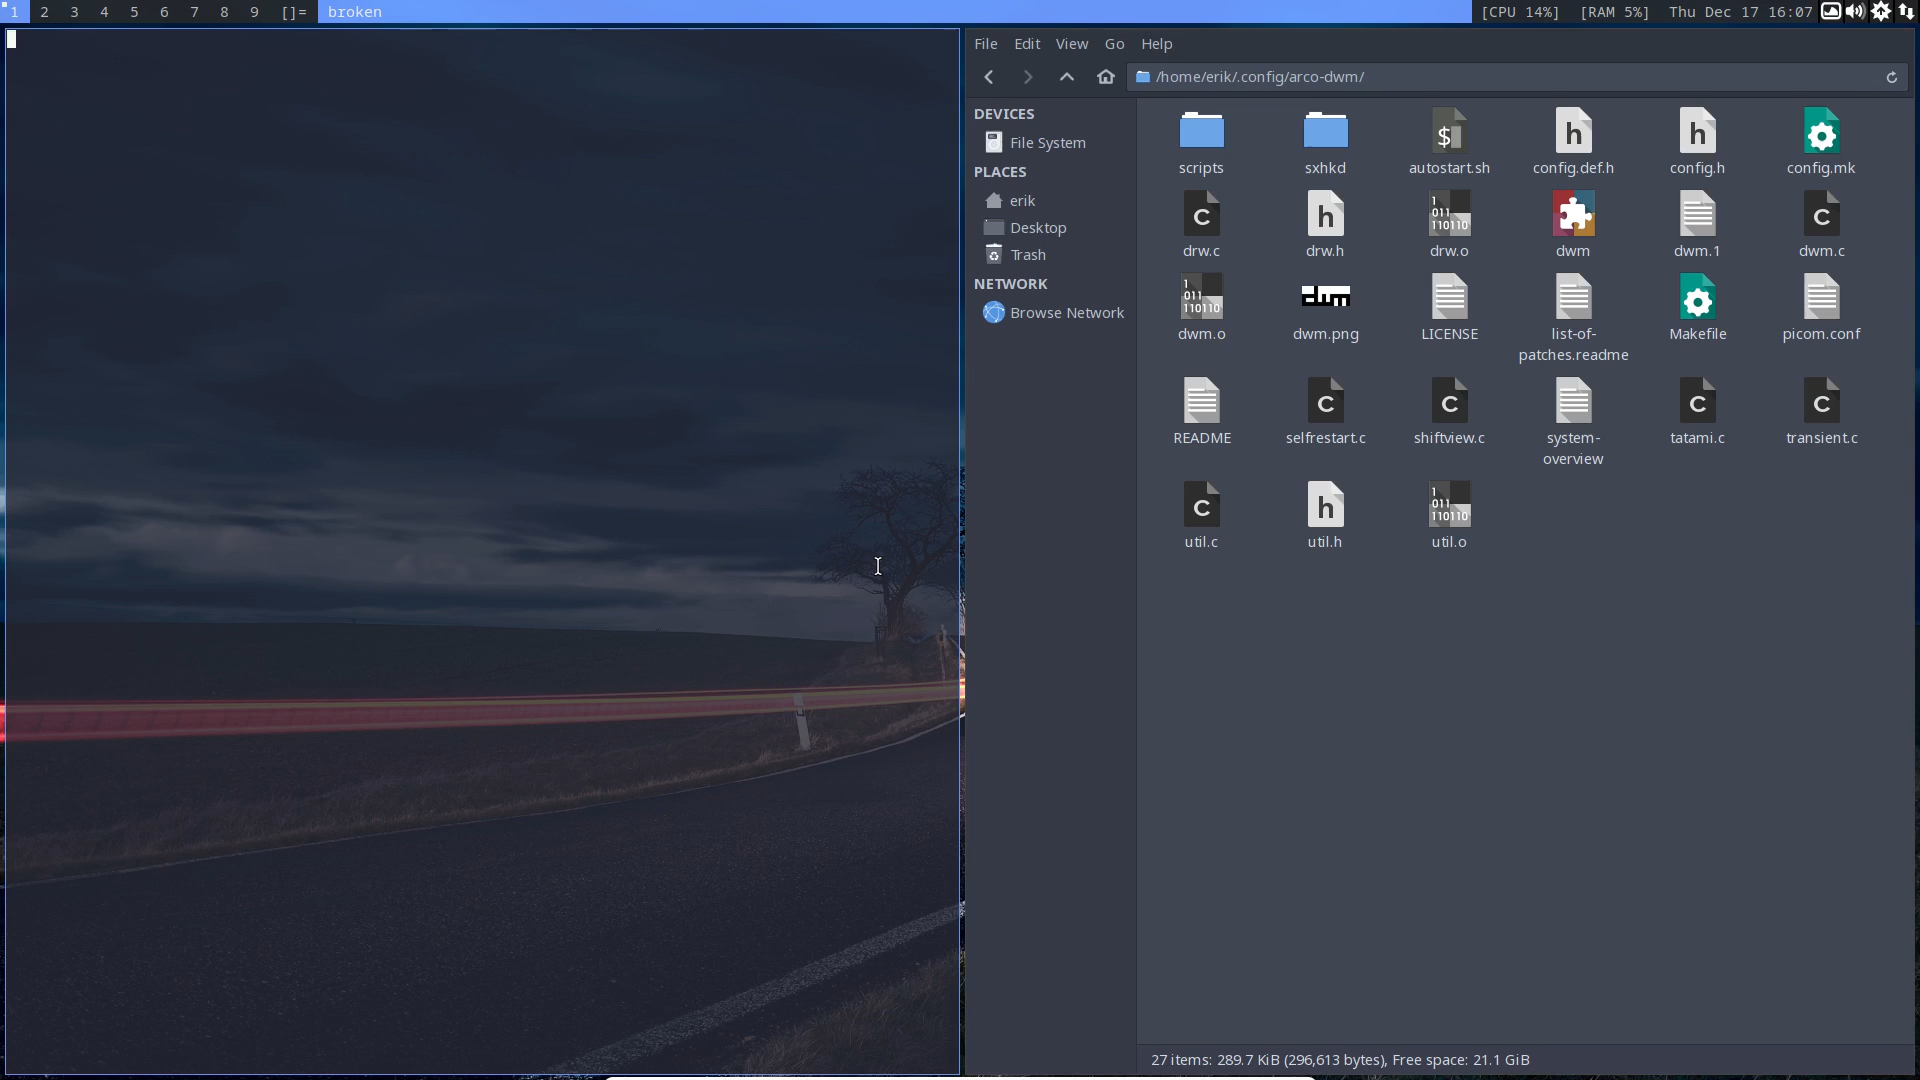 1 2 3 4 5 6 7 8 9 []= broken [CPU 14%] [RAM 5%] Thu Dec 17 16:07
File Edit View Go Help
/home/erik/.config/arco-dwm/
DEVICES
File System
PLACES
erik
Desktop
Trash
NETWORK
Browse Network
scripts sxhkd autostart.sh config.def.h config.h config.mk
drw.c drw.h drw.o dwm dwm.1 dwm.c
dwm.o dwm.png LICENSE list-of- Makefile picom.conf
patches.readme
README selfrestart.c shiftview.c system- tatami.c transient.c
overview
util.c util.h util.o
27 items: 289.7 KiB (296,613 bytes), Free space: 21.1 GiB